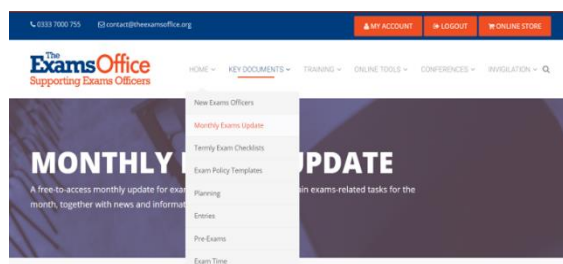 0333 7000 755 contact@theexamsoffice.org MY ACCOUNT LOGOUT ONLINE STORE
The
ExamsOffice
Supporting Exams Officers
HOME KEY DOCUMENTS TRAINING ONLINE TOOLS CONFERENCES INVIGILATION
New Exams Officers
Monthly Exams Update
Termly Exam Checklists
Exam Policy Templates
Planning
Entries
Pre-Exams
Exam Time
MONTHLY UPDATE
A free-to-access monthly update for exa ain exams-related tasks for the
month, together with news and informat